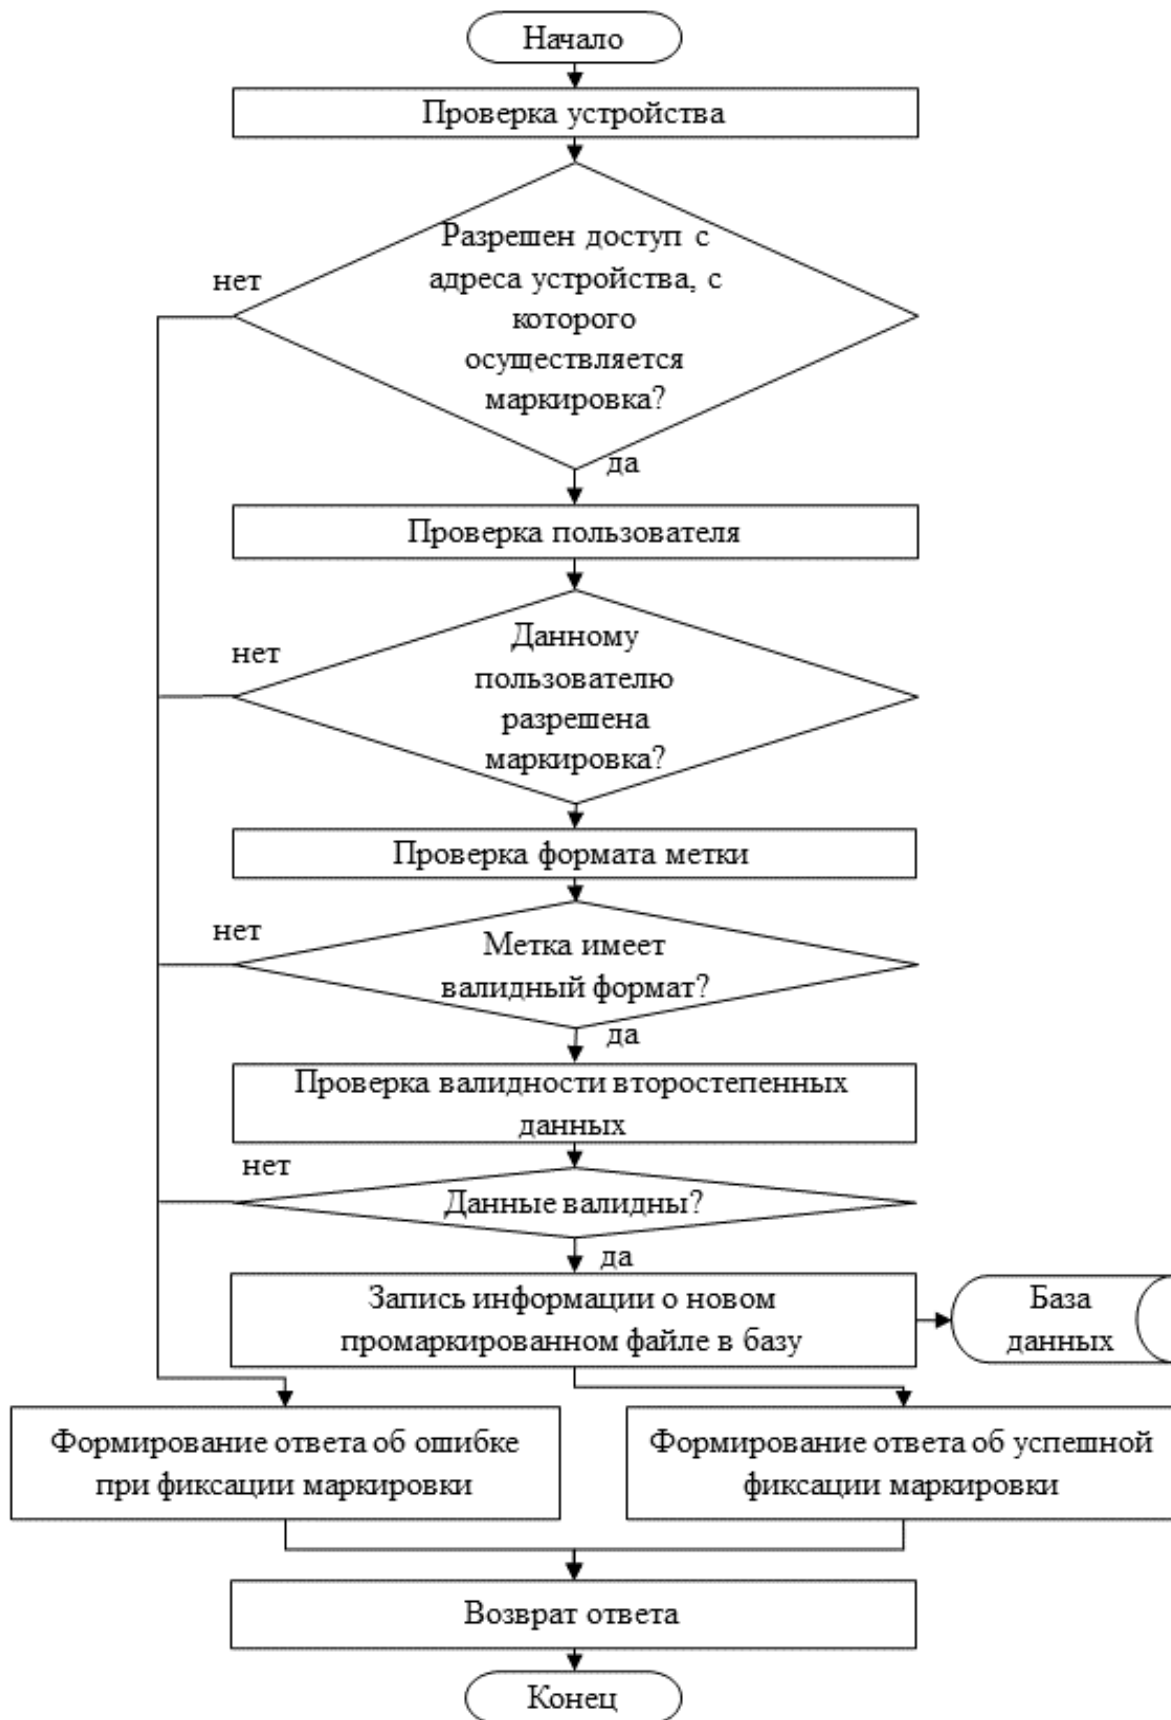 Начало
Проверка устройства
Разрешен доступ с
адреса устройства, с
которого
осуществляется
маркировка?
нет
да
Проверка пользователя
Данному
пользователю
разрешена
маркировка?
нет
Проверка формата метки
Метка имеет
валидный формат?
нет
да
Проверка валидности второстепенных
данных
нет
Данные валидны?
да
Запись информации о новом
промаркированном файле в базу
База
данных
Формирование ответа об ошибке
при фиксации маркировки
Формирование ответа об успешной
фиксации маркировки
Возврат ответа
Конец